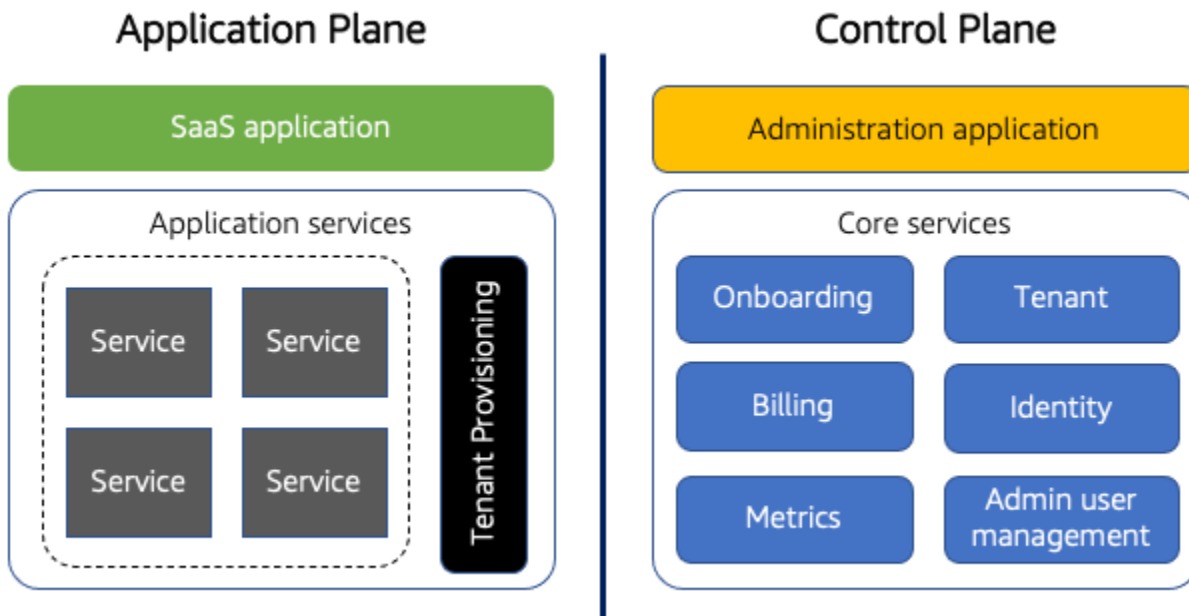 Application Plane
SaaS application
Application services
Service
Service
Service
Service
Tenant Provisioning
Control Plane
Administration application
Core services
Onboarding
Tenant
Billing
Identity
Metrics
Admin user
management